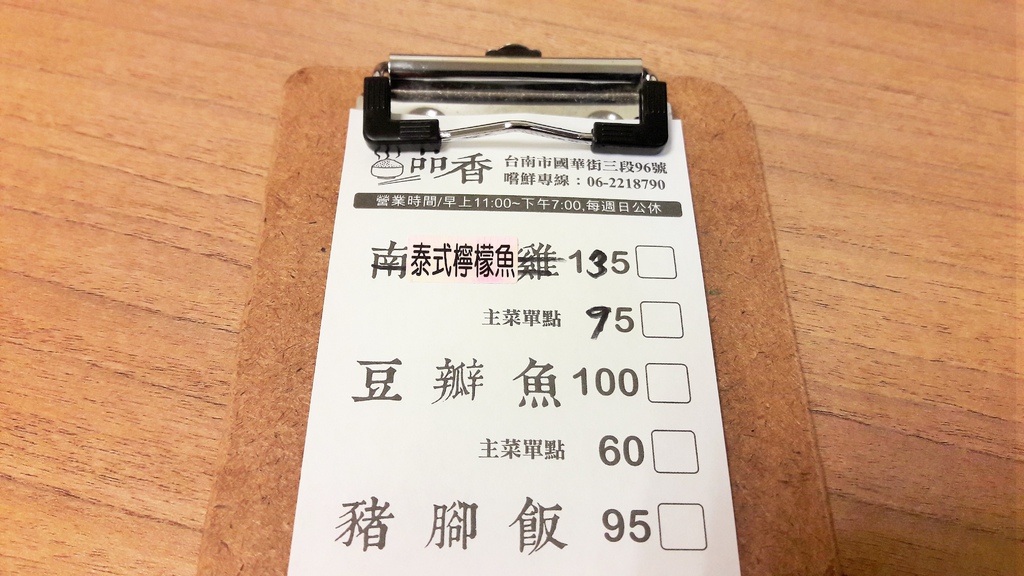 品香
台南市國華街三段96號
嚐鮮專線：06-2218790
營業時間/早上11:00~下午7:00,每週日公休
南泰式檸檬魚雞 135
主菜單點 95
豆瓣魚 100
主菜單點 60
豬腳飯 95